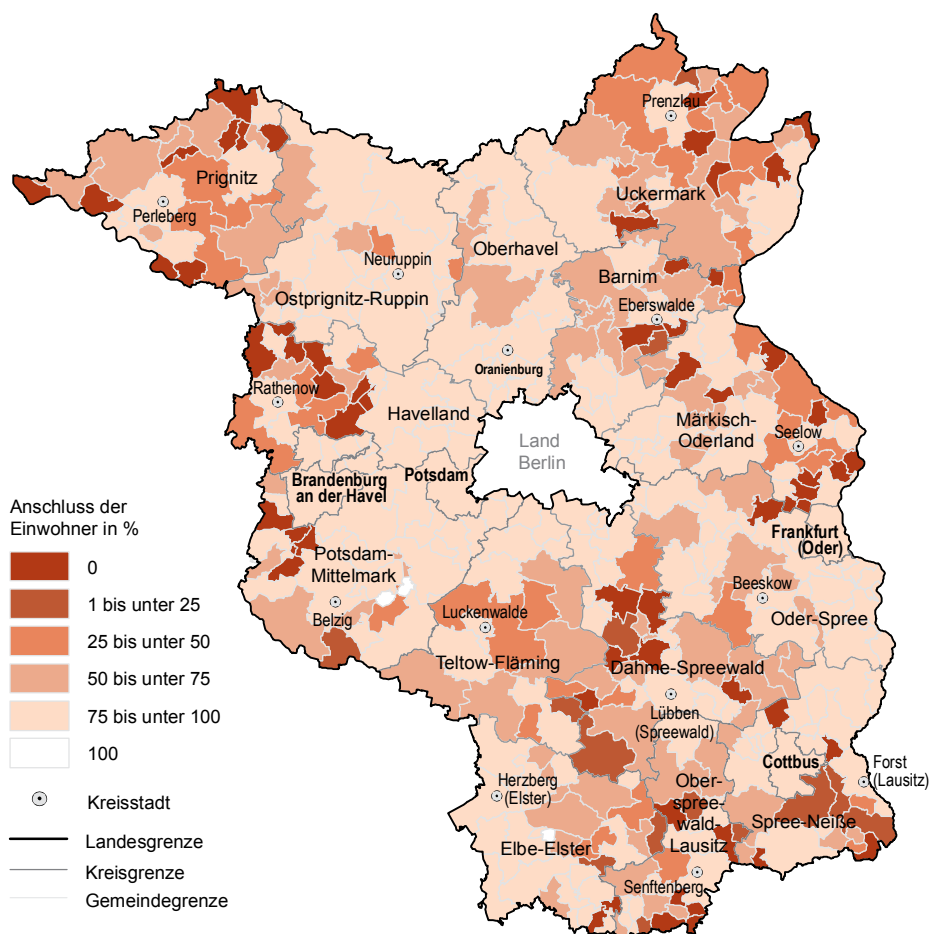 Prenzlau
Prignitz
Uckermark
Perleberg
Oberhavel
Neuruppin
Barnim
Ostprignitz-Ruppin
Eberswalde
Oranienburg
Rathenow
Havelland
Märkisch-
Oderland
Seelow
Land
Berlin
Brandenburg
an der Havel
Potsdam
Anschluss der
Einwohner in %
0
1 bis unter 25
25 bis unter 50
50 bis unter 75
75 bis unter 100
100
Kreisstadt
Landesgrenze
Kreisgrenze
Gemeindegrenze
Frankfurt
(Oder)
Potsdam-
Mittelmark
Beeskow
Belzig
Luckenwalde
Oder-Spree
Teltow-Fläming
Dahme-Spreewald
Lübben
(Spreewald)
Cottbus
Forst
(Lausitz)
Herzberg
(Elster)
Ober-
spree-
wald-
Lausitz
Spree-Neiße
Elbe-Elster
Senftenberg